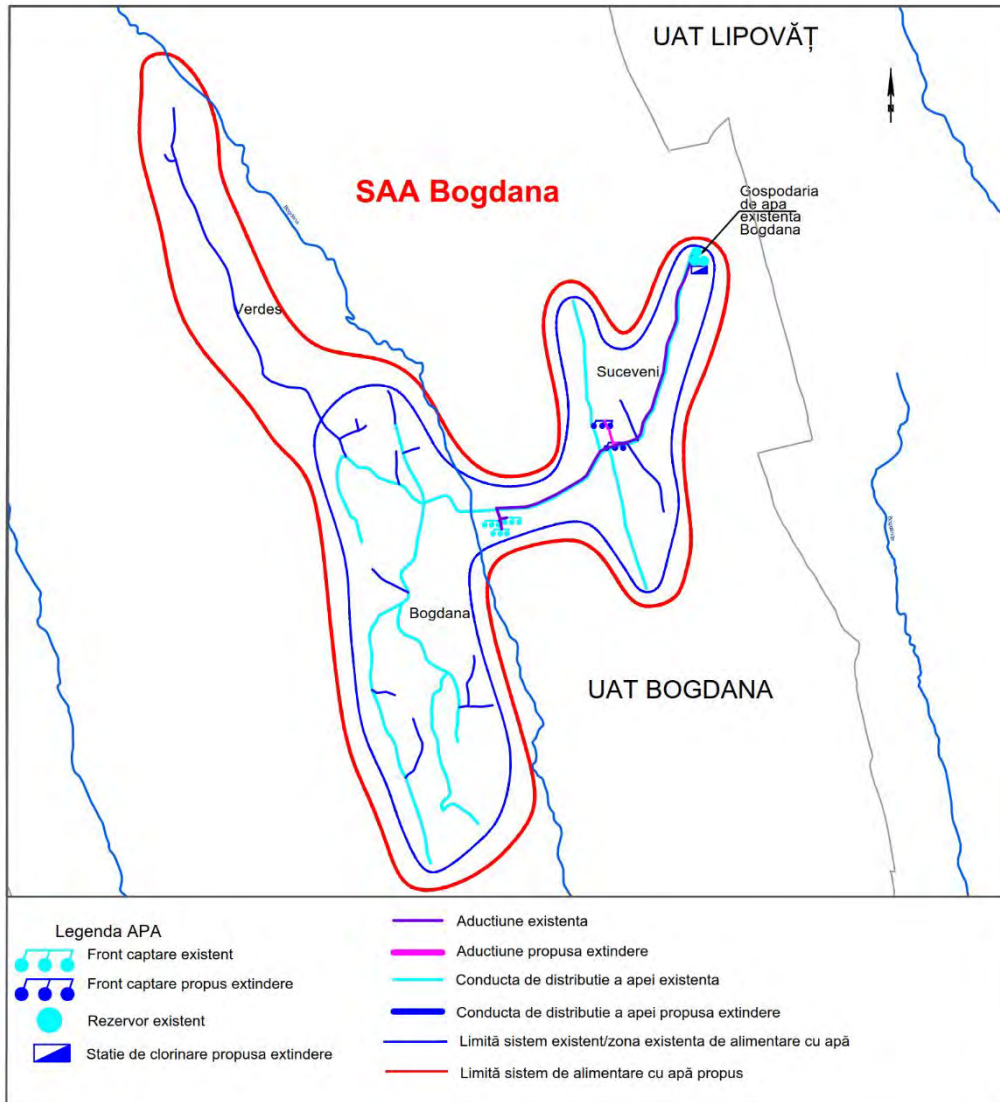 UAT LIPOVĂȚ
N
SAA Bogdana
Gospodaria
de apa
existenta
Bogdana
Bogdana
Verdes
Suceveni
Bogdana
UAT BOGDANA
Legenda APA
Front captare existent
Front captare propus extindere
Rezervor existent
Statie de clorinare propusa extindere
Aductiune existenta
Aductiune propusa extindere
Conducta de distributie a apei existenta
Conducta de distributie a apei propusa extindere
Limită sistem existent/zona existenta de alimentare cu apă
Limită sistem de alimentare cu apă propus